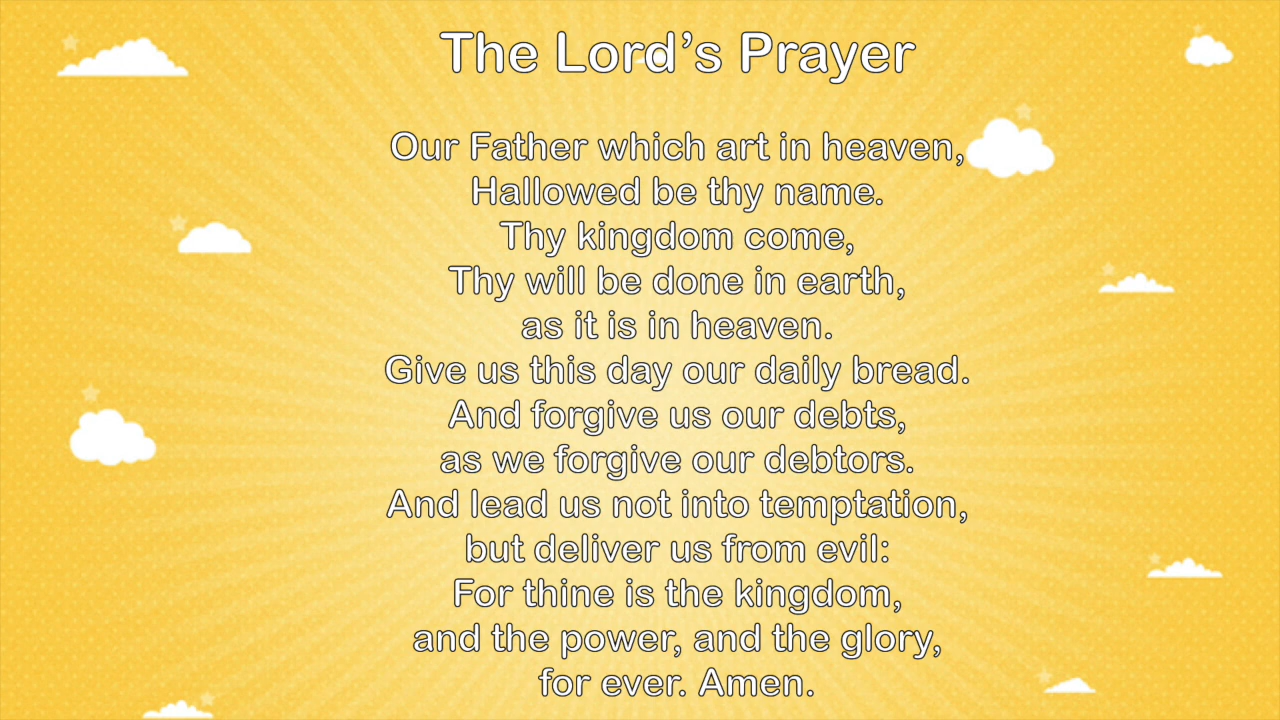 The Lord’s Prayer
Our Father which art in heaven,
Hallowed be thy name.
Thy kingdom come,
Thy will be done in earth,
as it is in heaven.
Give us this day our daily bread.
And forgive us our debts,
as we forgive our debtors.
And lead us not into temptation,
but deliver us from evil:
For thine is the kingdom,
and the power, and the glory,
for ever. Amen.